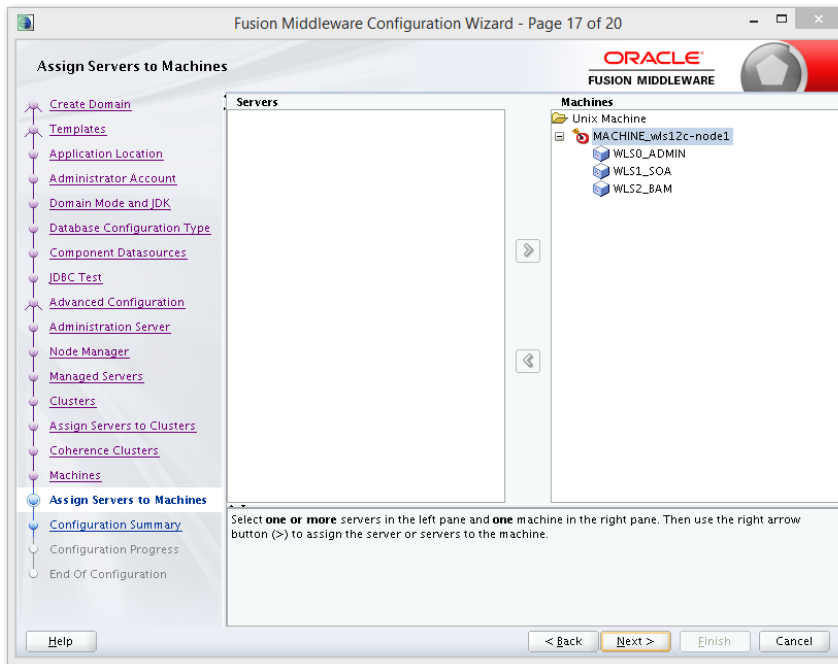 Fusion Middleware Configuration Wizard - Page 17 of 20
Assign Servers to Machines
ORACLE
FUSION MIDDLEWARE
Create Domain
Templates
Application Location
Administrator Account
Domain Mode and JDK
Database Configuration Type
Component Datasources
JDBC Test
Advanced Configuration
Administration Server
Node Manager
Managed Servers
Clusters
Assign Servers to Clusters
Coherence Clusters
Machines
Assign Servers to Machines
Configuration Summary
Configuration Progress
End Of Configuration
Servers
Machines
Unix Machine
MACHINE_wls12c-node1
WLS0_ADMIN
WLS1_SOA
WLS2_BAM
Select one or more servers in the left pane and one machine in the right pane. Then use the right arrow
button (>) to assign the server or servers to the machine.
Help
< Back
Next >
Finish
Cancel